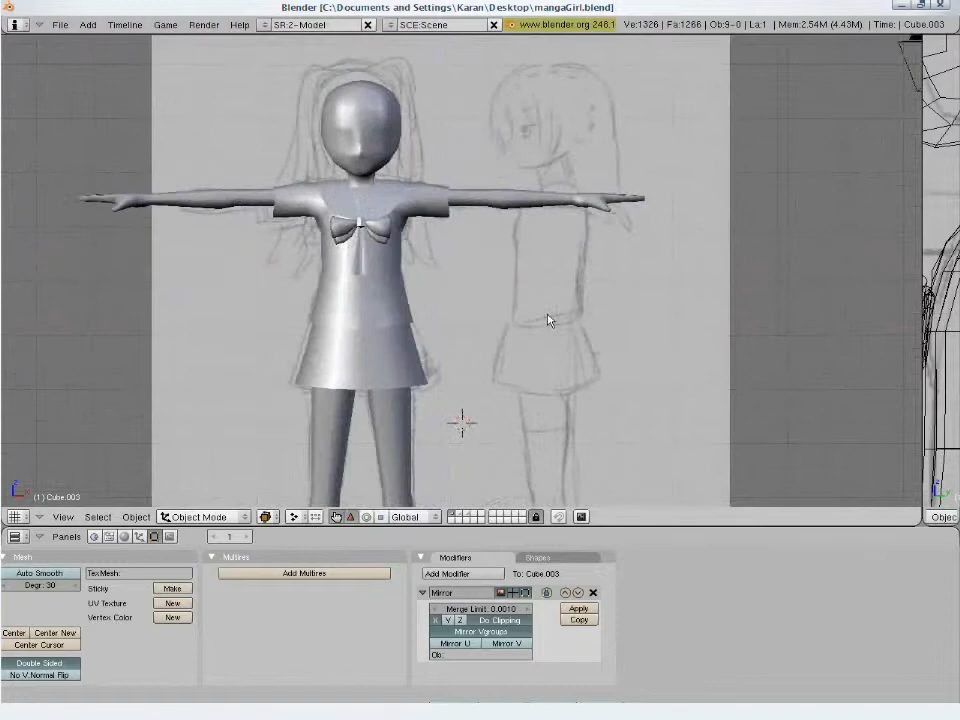 Blender [C:\Documents and Settings\Karan\Desktop\mangaGirl.blend]
File Add Timeline Game Render Help SR:2-Model SCE:Scene www.blender.org 248.1 Ve:1326 | Fa:1266 | Ob:9-0 | La:1 | Mem:2.54M (4.43M) | Time: | Cube.003
(1) Cube.003
View Select Object Object Mode Global Objec
Panels 1
Mesh Multires Modifiers Shapes
Auto Smooth TexMesh: Add Multires Add Modifier To: Cube.003
Degr: 30 Sticky Make Mirror
UV Texture New Merge Limit: 0.0010 Apply
Vertex Color New X Y Z Do Clipping Copy
Center Center New Mirror Vgroups
Center Cursor Mirror U Mirror V
Ob:
Double Sided
No V.Normal Flip